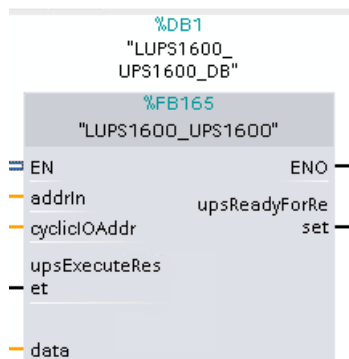 %DB1
"LUPS1600_
UPS1600_DB"
%FB165
"LUPS1600_UPS1600"
EN ENO
addrIn upsReadyForRe
cyclicIOAddr set
upsExecuteRes
et
data